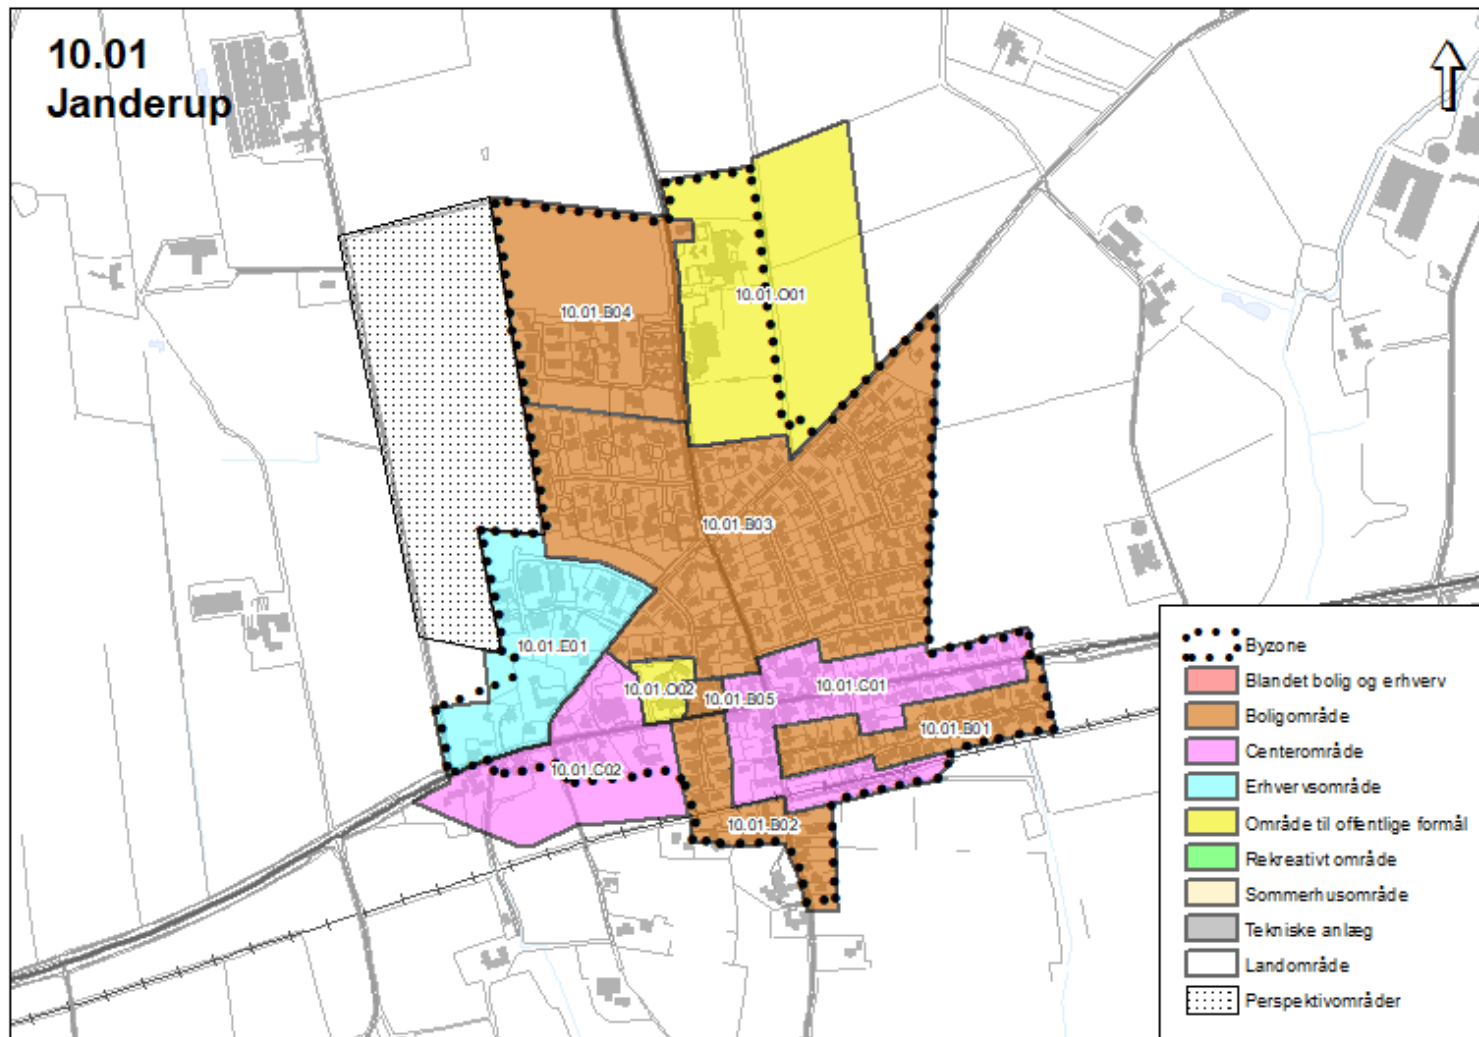 10.01
Janderup
10.01.O01
10.01.B04
10.01.B03
10.01.E01
10.01.O02
10.01.C01
10.01.B05
10.01.B01
10.01.C02
10.01.B02
Byzone
Blandet bolig og erhverv
Boligområde
Centerområde
Erhvervsområde
Område til offentlige formål
Rekreativt område
Sommerhusområde
Tekniske anlæg
Landområde
Perspektivområder